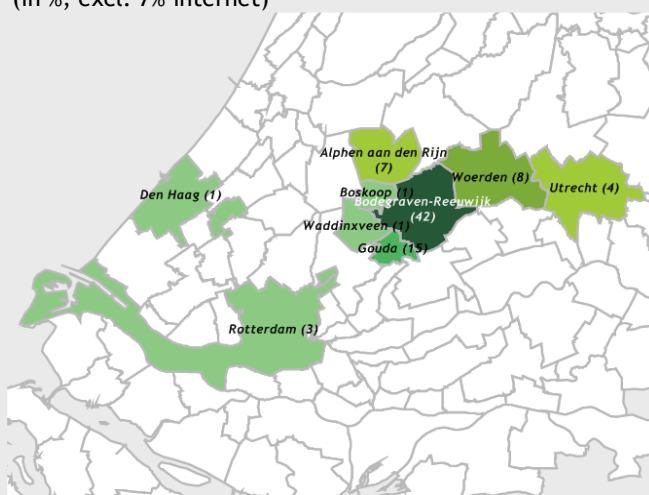 (in %, excl. 7% internet)
Alphen aan den Rijn
(7)
Woerden (8)
Utrecht (4)
Den Haag (1)
Boskoop (1)
Bodegraven-Reeuwijk
(42)
Waddinxveen (1)
Gouda (15)
Rotterdam (3)